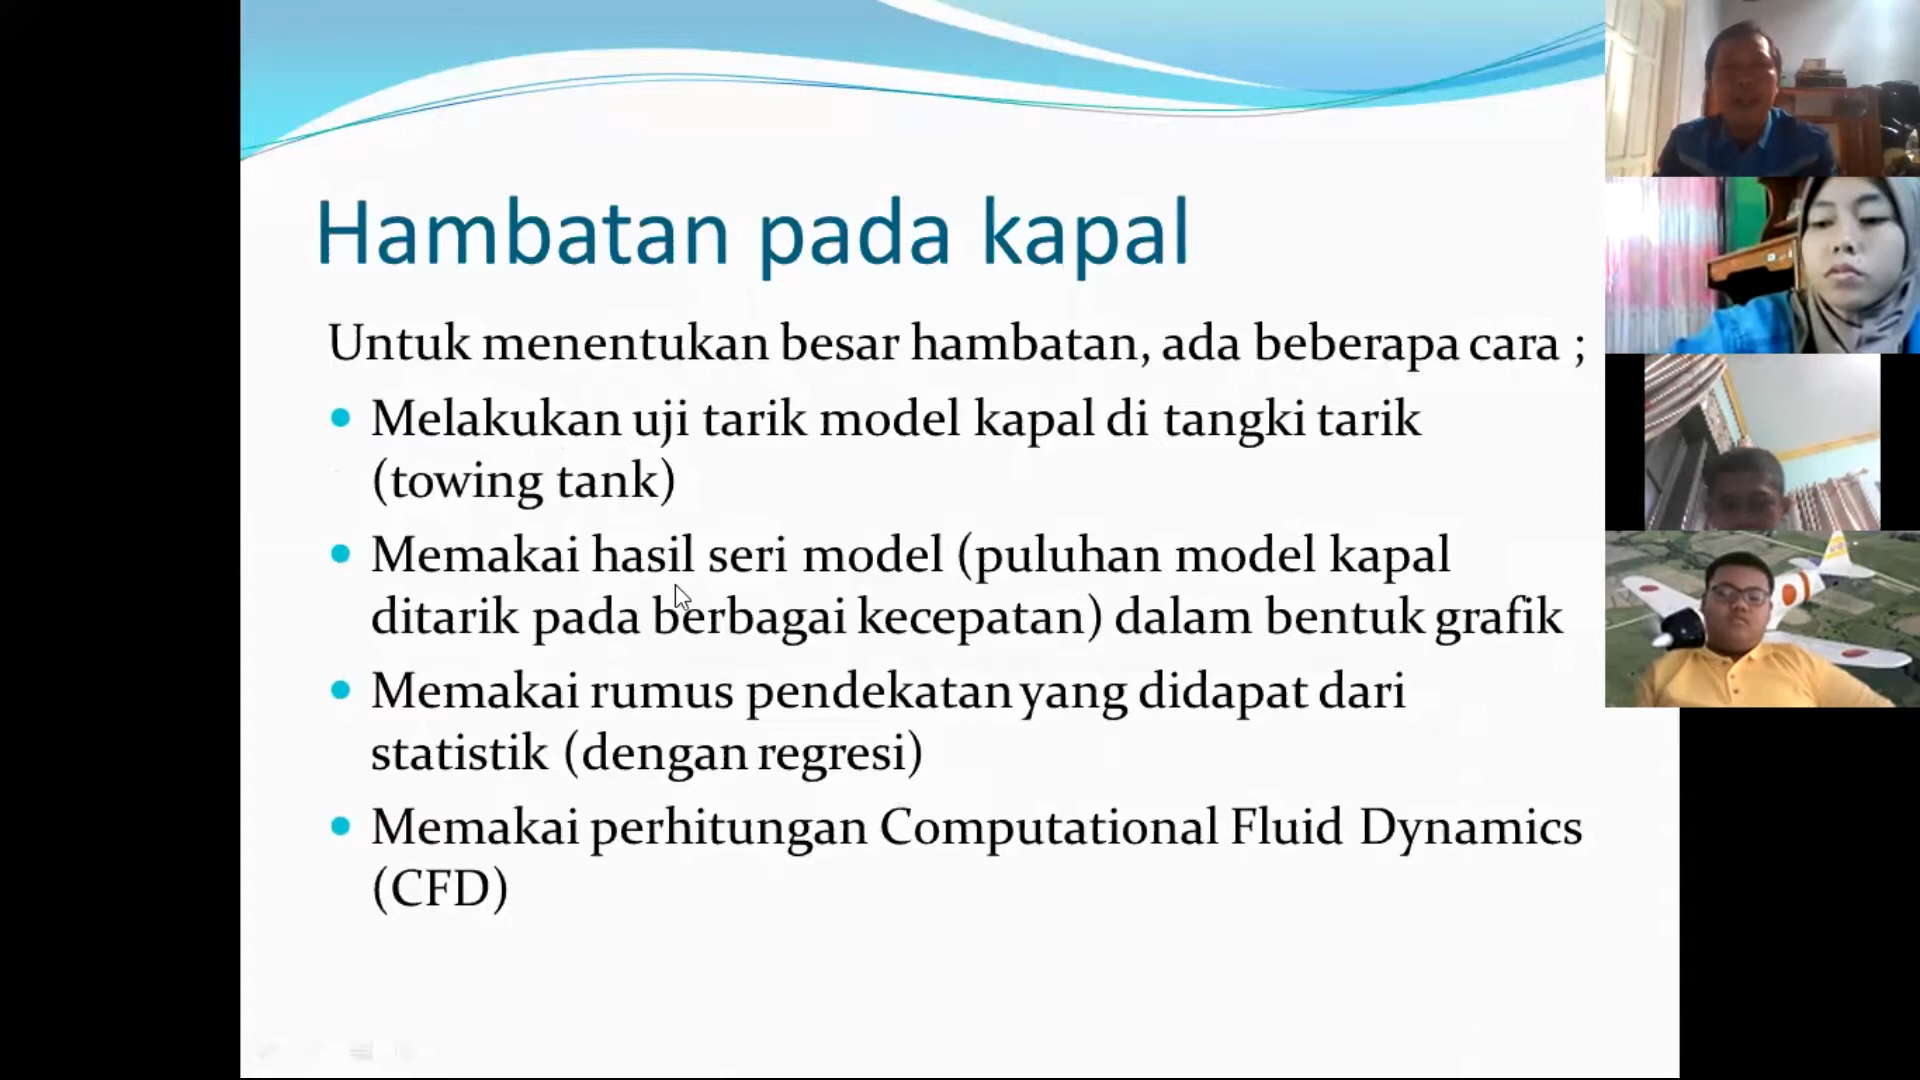 Hambatan pada kapal
Untuk menentukan besar hambatan, ada beberapa cara ;
Melakukan uji tarik model kapal di tangki tarik
(towing tank)
Memakai hasil seri model (puluhan model kapal
ditarik pada berbagai kecepatan) dalam bentuk grafik
Memakai rumus pendekatan yang didapat dari
statistik (dengan regresi)
Memakai perhitungan Computational Fluid Dynamics
(CFD)